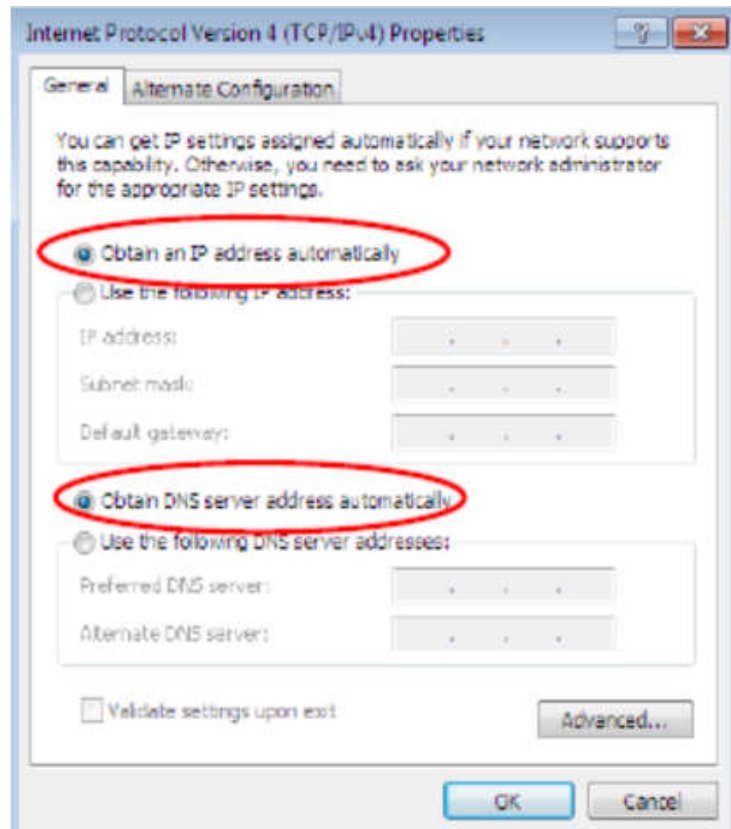 Internet Protocol Version 4 (TCP/IPv4) Properties
General
Alternate Configuration
You can get IP settings assigned automatically if your network supports
this capability. Otherwise, you need to ask your network administrator
for the appropriate IP settings.
Obtain an IP address automatically
Use the following IP address:
IP address:
Subnet mask:
Default gateway:
Obtain DNS server address automatically
Use the following DNS server addresses:
Preferred DNS server:
Alternate DNS server:
Validate settings upon exit
Advanced...
OK
Cancel